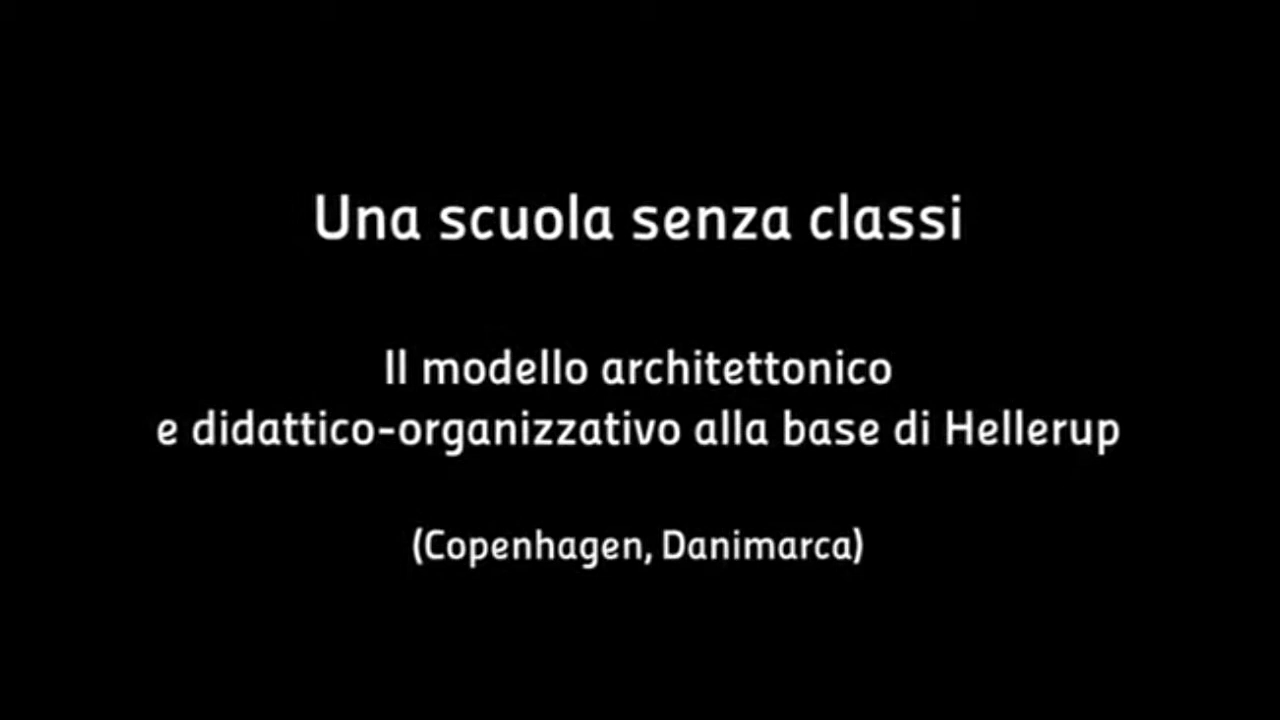 Una scuola senza classi
Il modello architettonico
e didattico-organizzativo alla base di Hellerup
(Copenhagen, Danimarca)